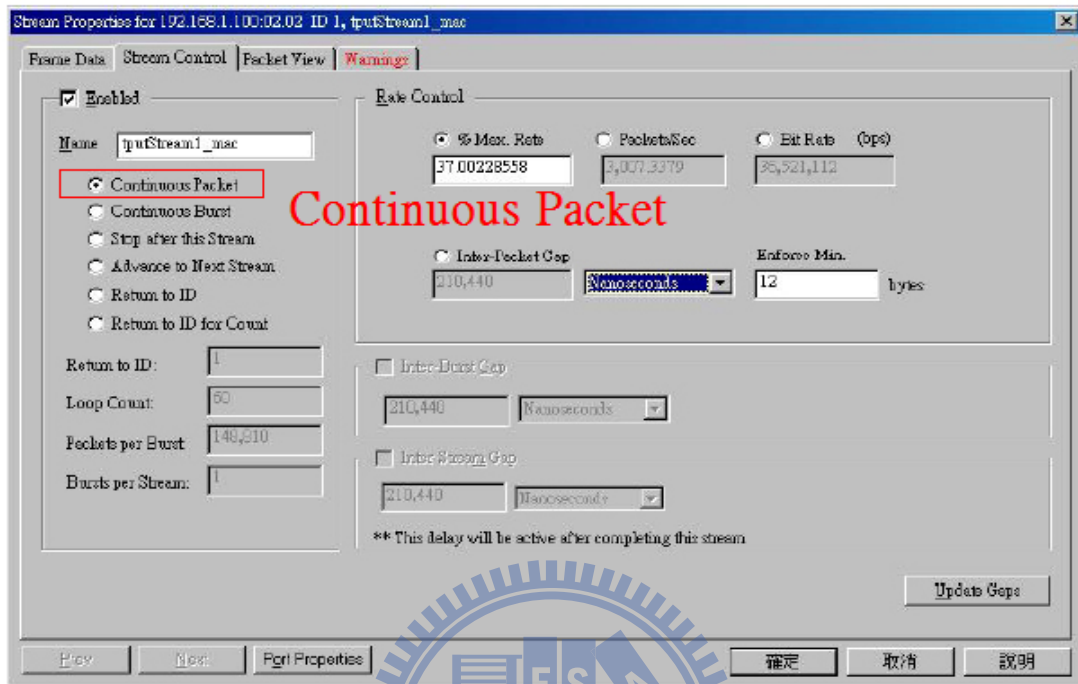 Stream Properties for 192.168.1.100:02.02 ID 1, tputStream1_mac
Frame Data Stream Control Packet View Warnings
Enabled
Name tputStream1_mac
Continuous Packet
Continuous Burst
Stop after this Stream
Advance to Next Stream
Return to ID
Return to ID for Count
Return to ID: 1
Loop Count: 60
Packets per Burst: 148,810
Bursts per Stream: 1
Continuous Packet
Rate Control
% Max. Rate Packets/Sec Bit Rate (bps)
37.00228558 3,007.3379 35,521,112
Inter-Packet Gap Enforce Min.
210,440 Nanoseconds 12 bytes
Inter-Burst Gap
210,440 Nanoseconds
Inter-Stream Gap
210,440 Nanoseconds
** This delay will be active after completing this stream
Update Gaps
Prev Next Port Properties 確定 取消 說明
ES